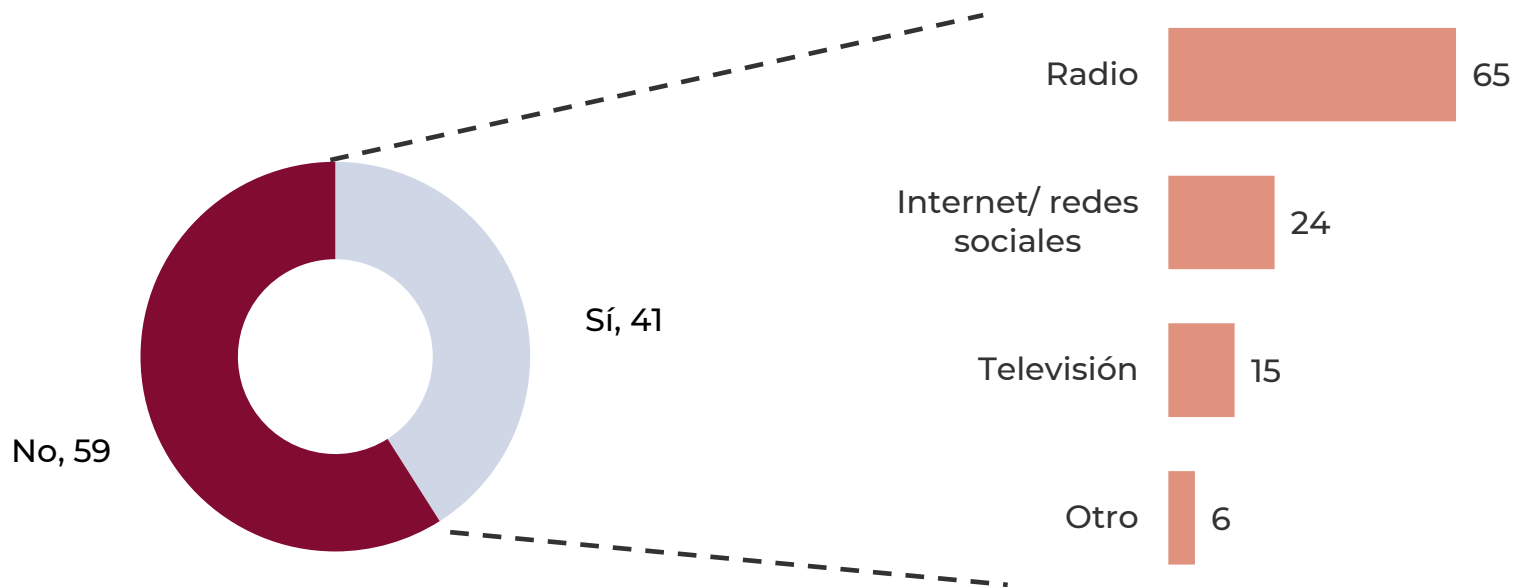 No, 59
Sí, 41
Radio
65
Internet/ redes
sociales
24
Televisión
15
Otro
6